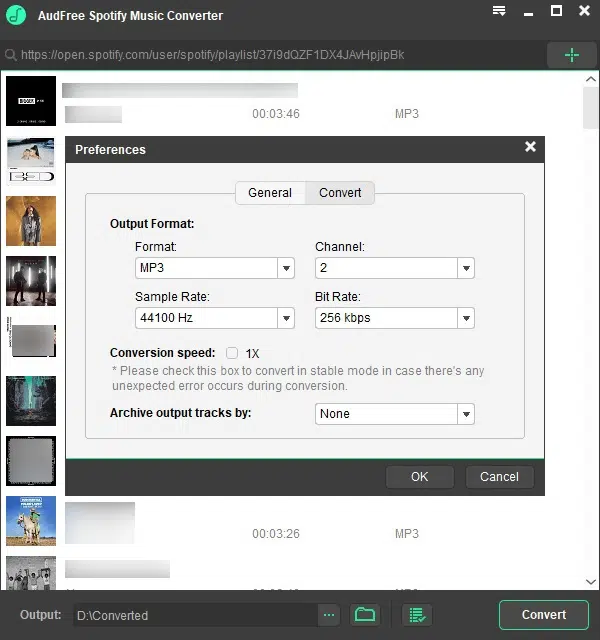 AudFree Spotify Music Converter
https://open.spotify.com/user/spotify/playlist/37i9dQZF1DX4JAvHpjipBk
00:03:46 MP3
Preferences
General Convert
Output Format:
Format: Channel:
MP3 2
Sample Rate: Bit Rate:
44100 Hz 256 kbps
Conversion speed: 1X
* Please check this box to convert in stable mode in case there's any
unexpected error occurs during conversion.
Archive output tracks by: None
OK Cancel
00:03:26 MP3
Output: D:\Converted ... Convert